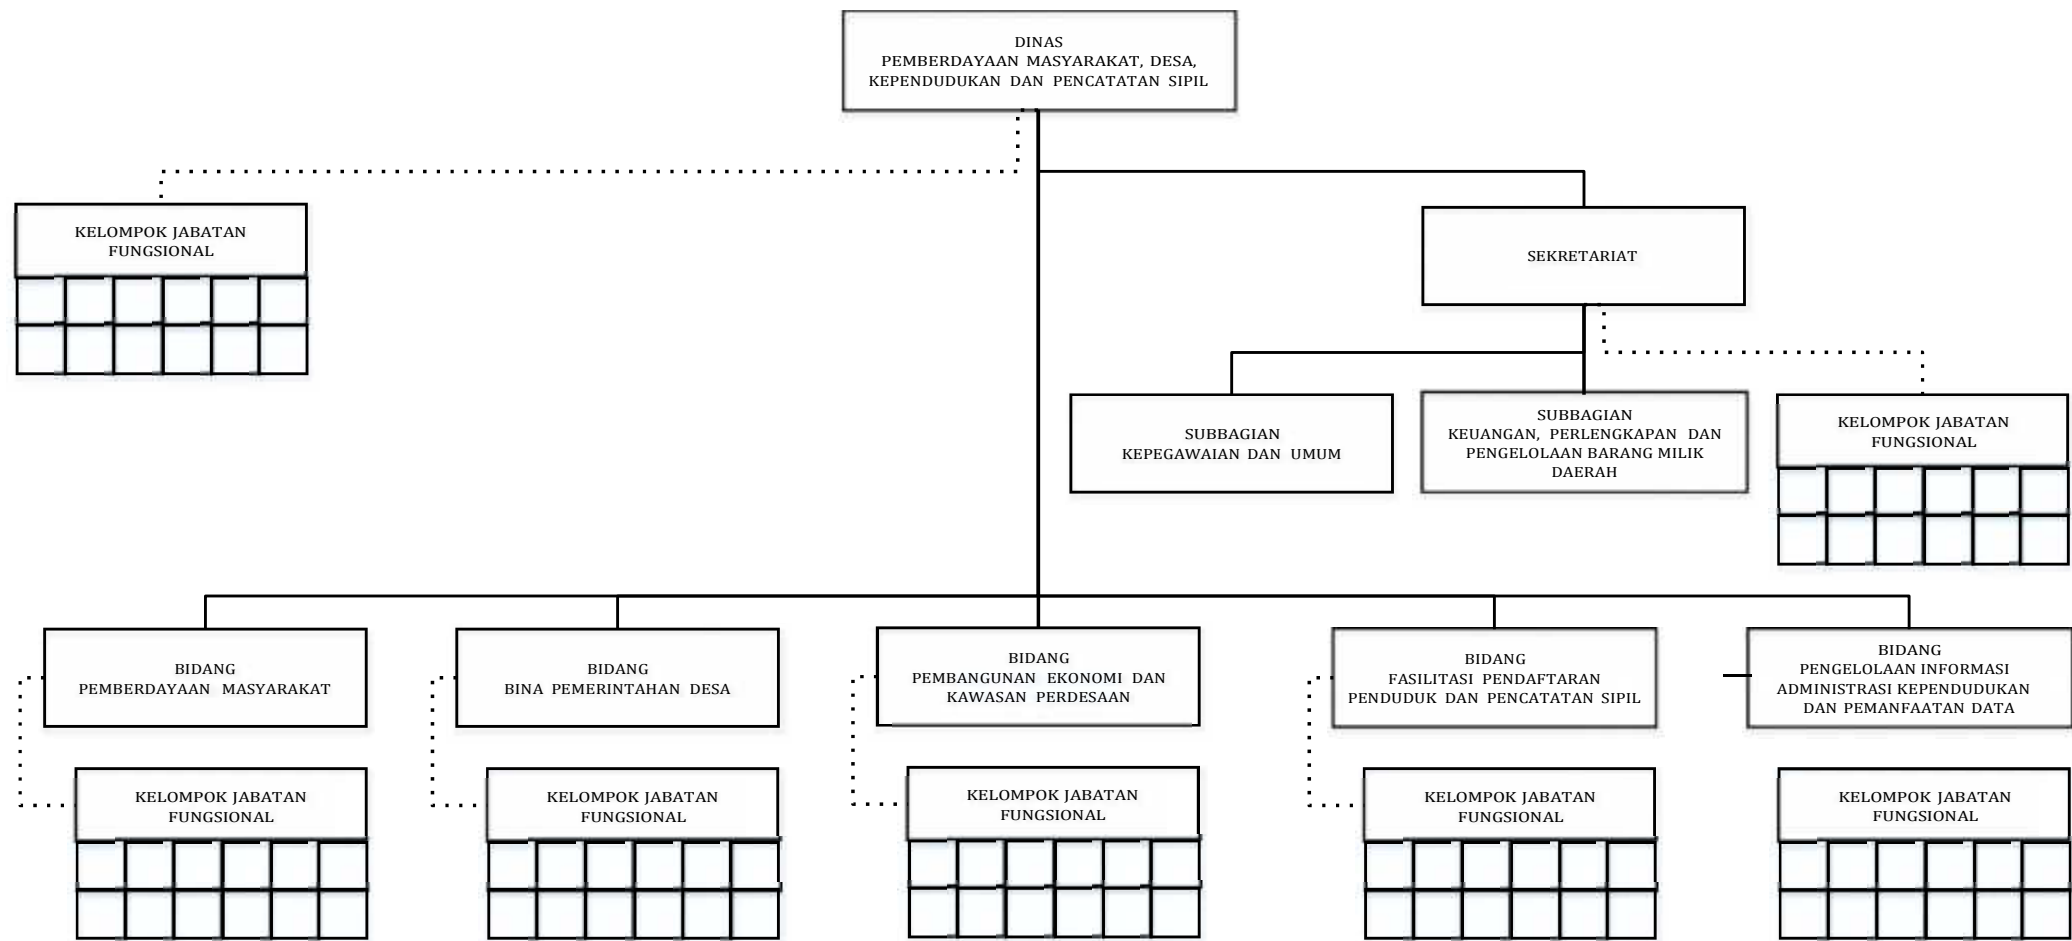 DINAS
PEMBERDAYAAN MASYARAKAT, DESA,
KEPENDUDUKAN DAN PENCATATAN SIPIL
KELOMPOK JABATAN
FUNGSIONAL
SEKRETARIAT
SUBBAGIAN
KEPEGAWAIAN DAN UMUM
SUBBAGIAN
KEUANGAN, PERLENGKAPAN DAN
PENGELOLAAN BARANG MILIK
DAERAH
KELOMPOK JABATAN
FUNGSIONAL
BIDANG
PEMBERDAYAAN MASYARAKAT
BIDANG
BINA PEMERINTAHAN DESA
BIDANG
PEMBANGUNAN EKONOMI DAN
KAWASAN PERDESAAN
BIDANG
FASILITASI PENDAFTARAN
PENDUDUK DAN PENCATATAN SIPIL
BIDANG
PENGELOLAAN INFORMASI
ADMINISTRASI KEPENDUDUKAN
DAN PEMANFAATAN DATA
KELOMPOK JABATAN
FUNGSIONAL
KELOMPOK JABATAN
FUNGSIONAL
KELOMPOK JABATAN
FUNGSIONAL
KELOMPOK JABATAN
FUNGSIONAL
KELOMPOK JABATAN
FUNGSIONAL